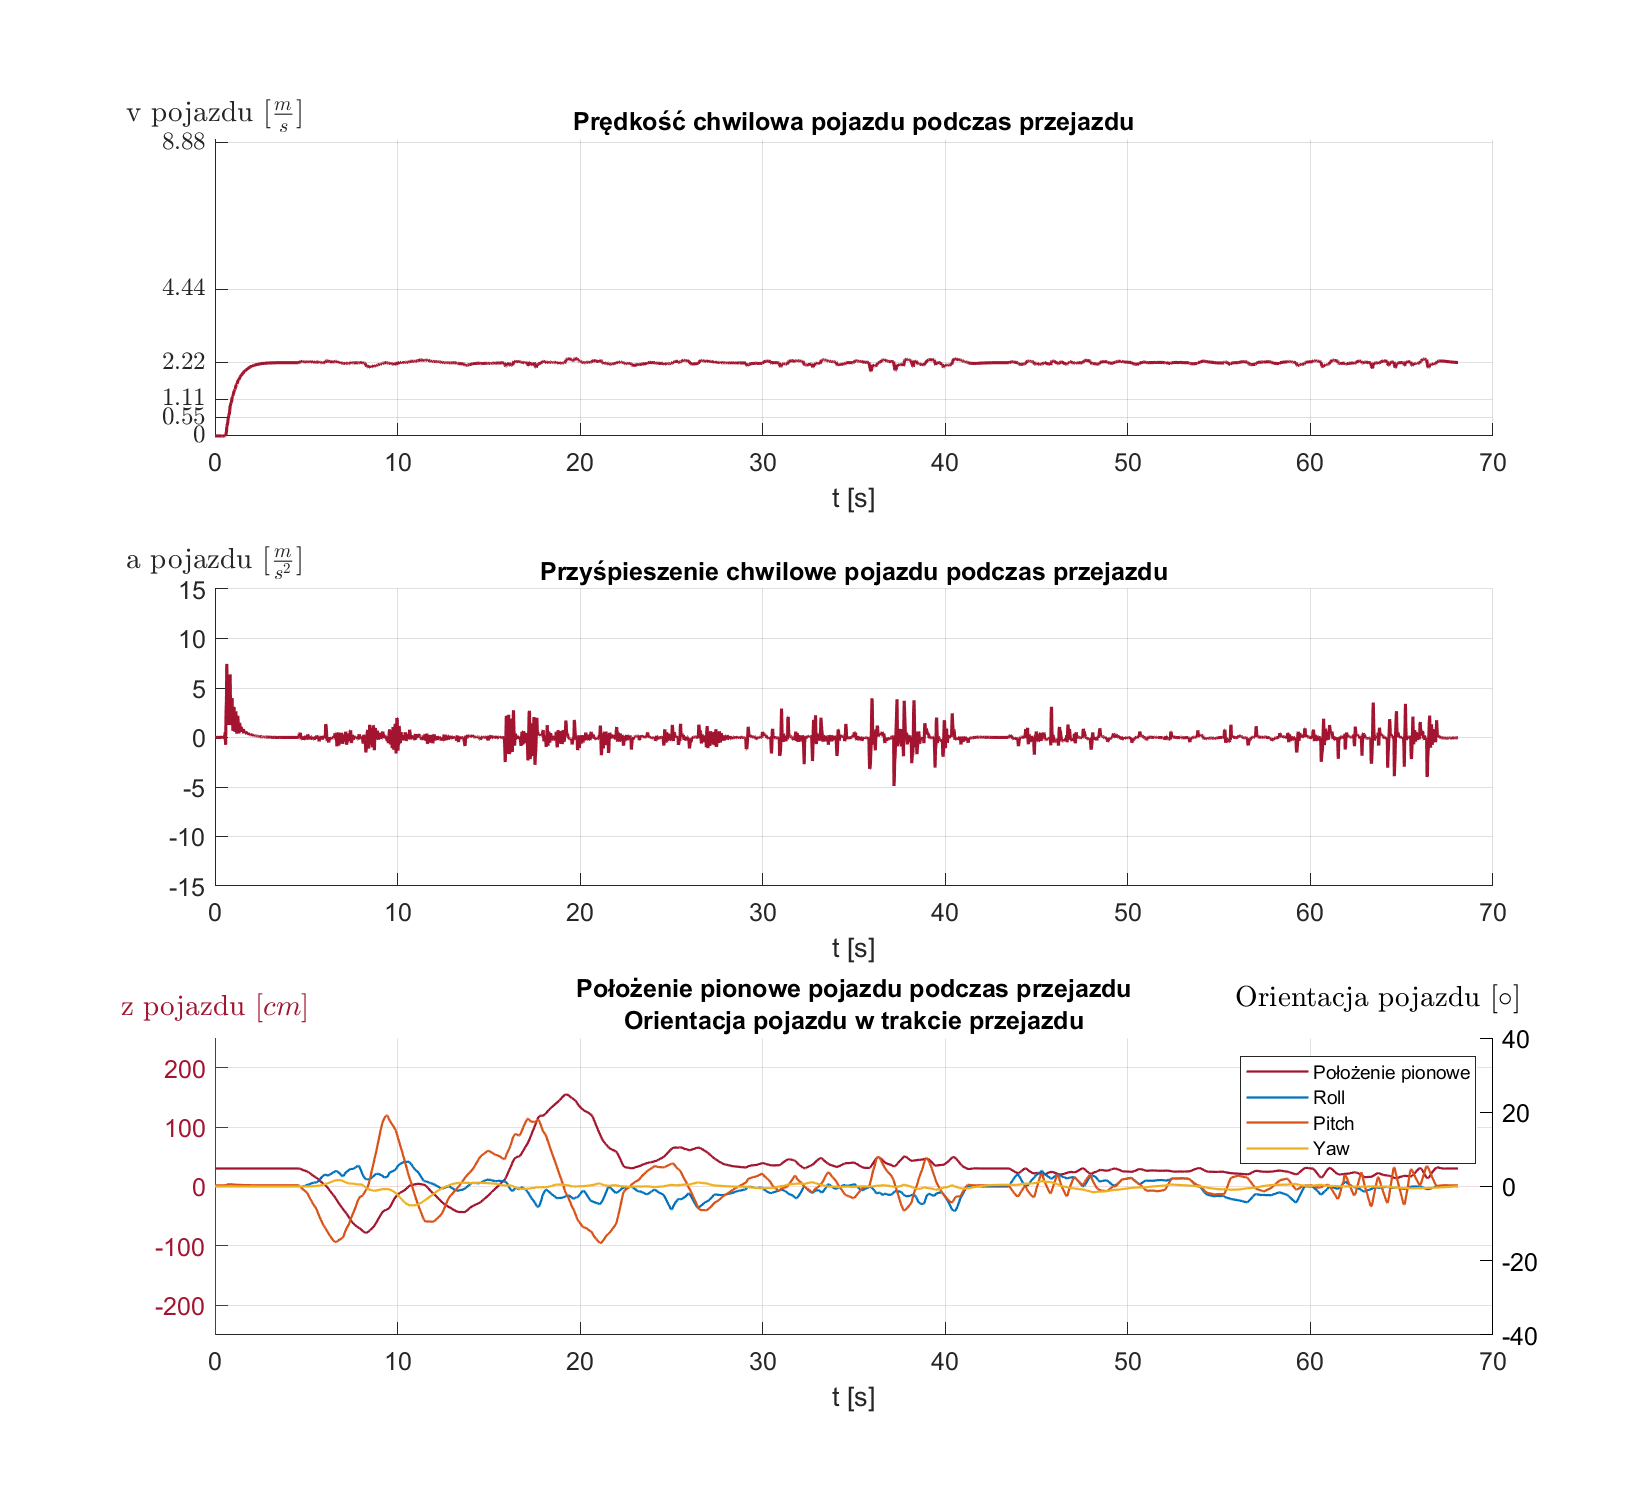 v pojazdu [m/s]
Prędkość chwilowa pojazdu podczas przejazdu
8.88
4.44
2.22
1.11
0.55
0
0 10 20 30 40 50 60 70
t [s]
a pojazdu [m/s²]
Przyśpieszenie chwilowe pojazdu podczas przejazdu
15
10
5
0
-5
-10
-15
0 10 20 30 40 50 60 70
t [s]
z pojazdu [cm]
Położenie pionowe pojazdu podczas przejazdu
Orientacja pojazdu w trakcie przejazdu
Orientacja pojazdu [∘]
200
100
0
-100
-200
40
20
0
-20
-40
Położenie pionowe
Roll
Pitch
Yaw
0 10 20 30 40 50 60 70
t [s]